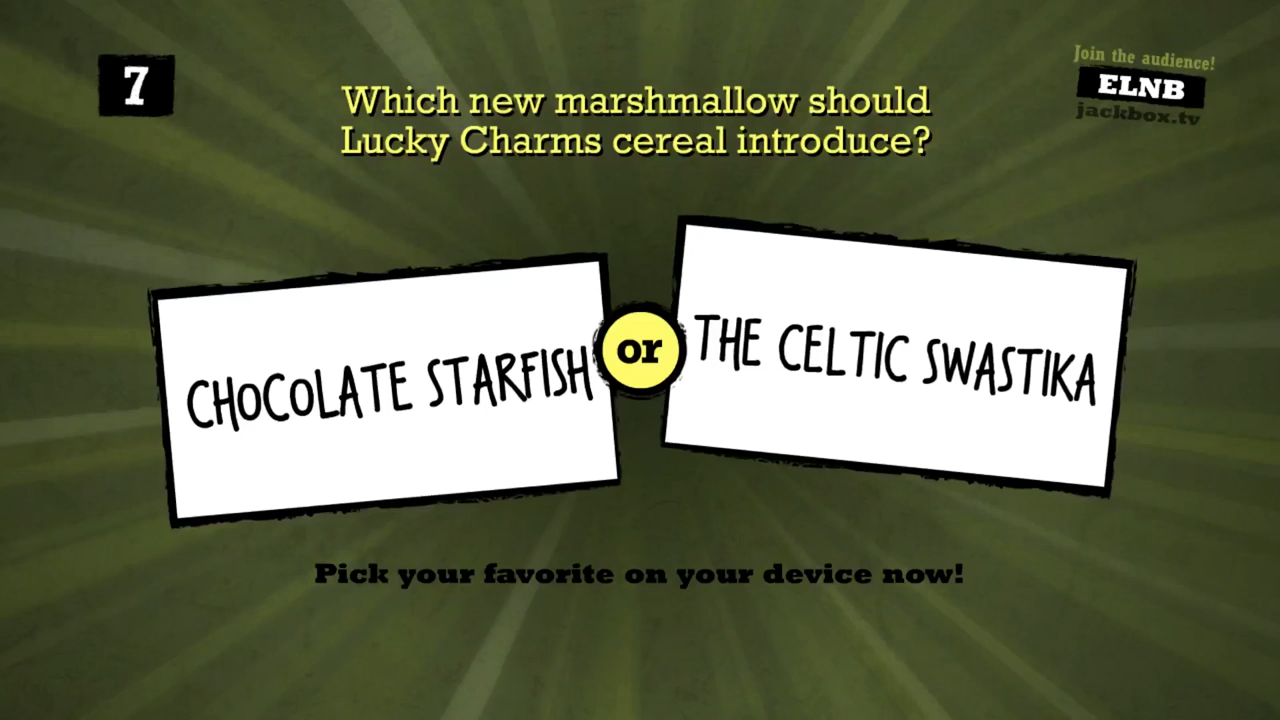 7
Join the audience!
ELNB
jackbox.tv
Which new marshmallow should
Lucky Charms cereal introduce?
CHOCOLATE STARFISH
or
THE CELTIC SWASTIKA
Pick your favorite on your device now!